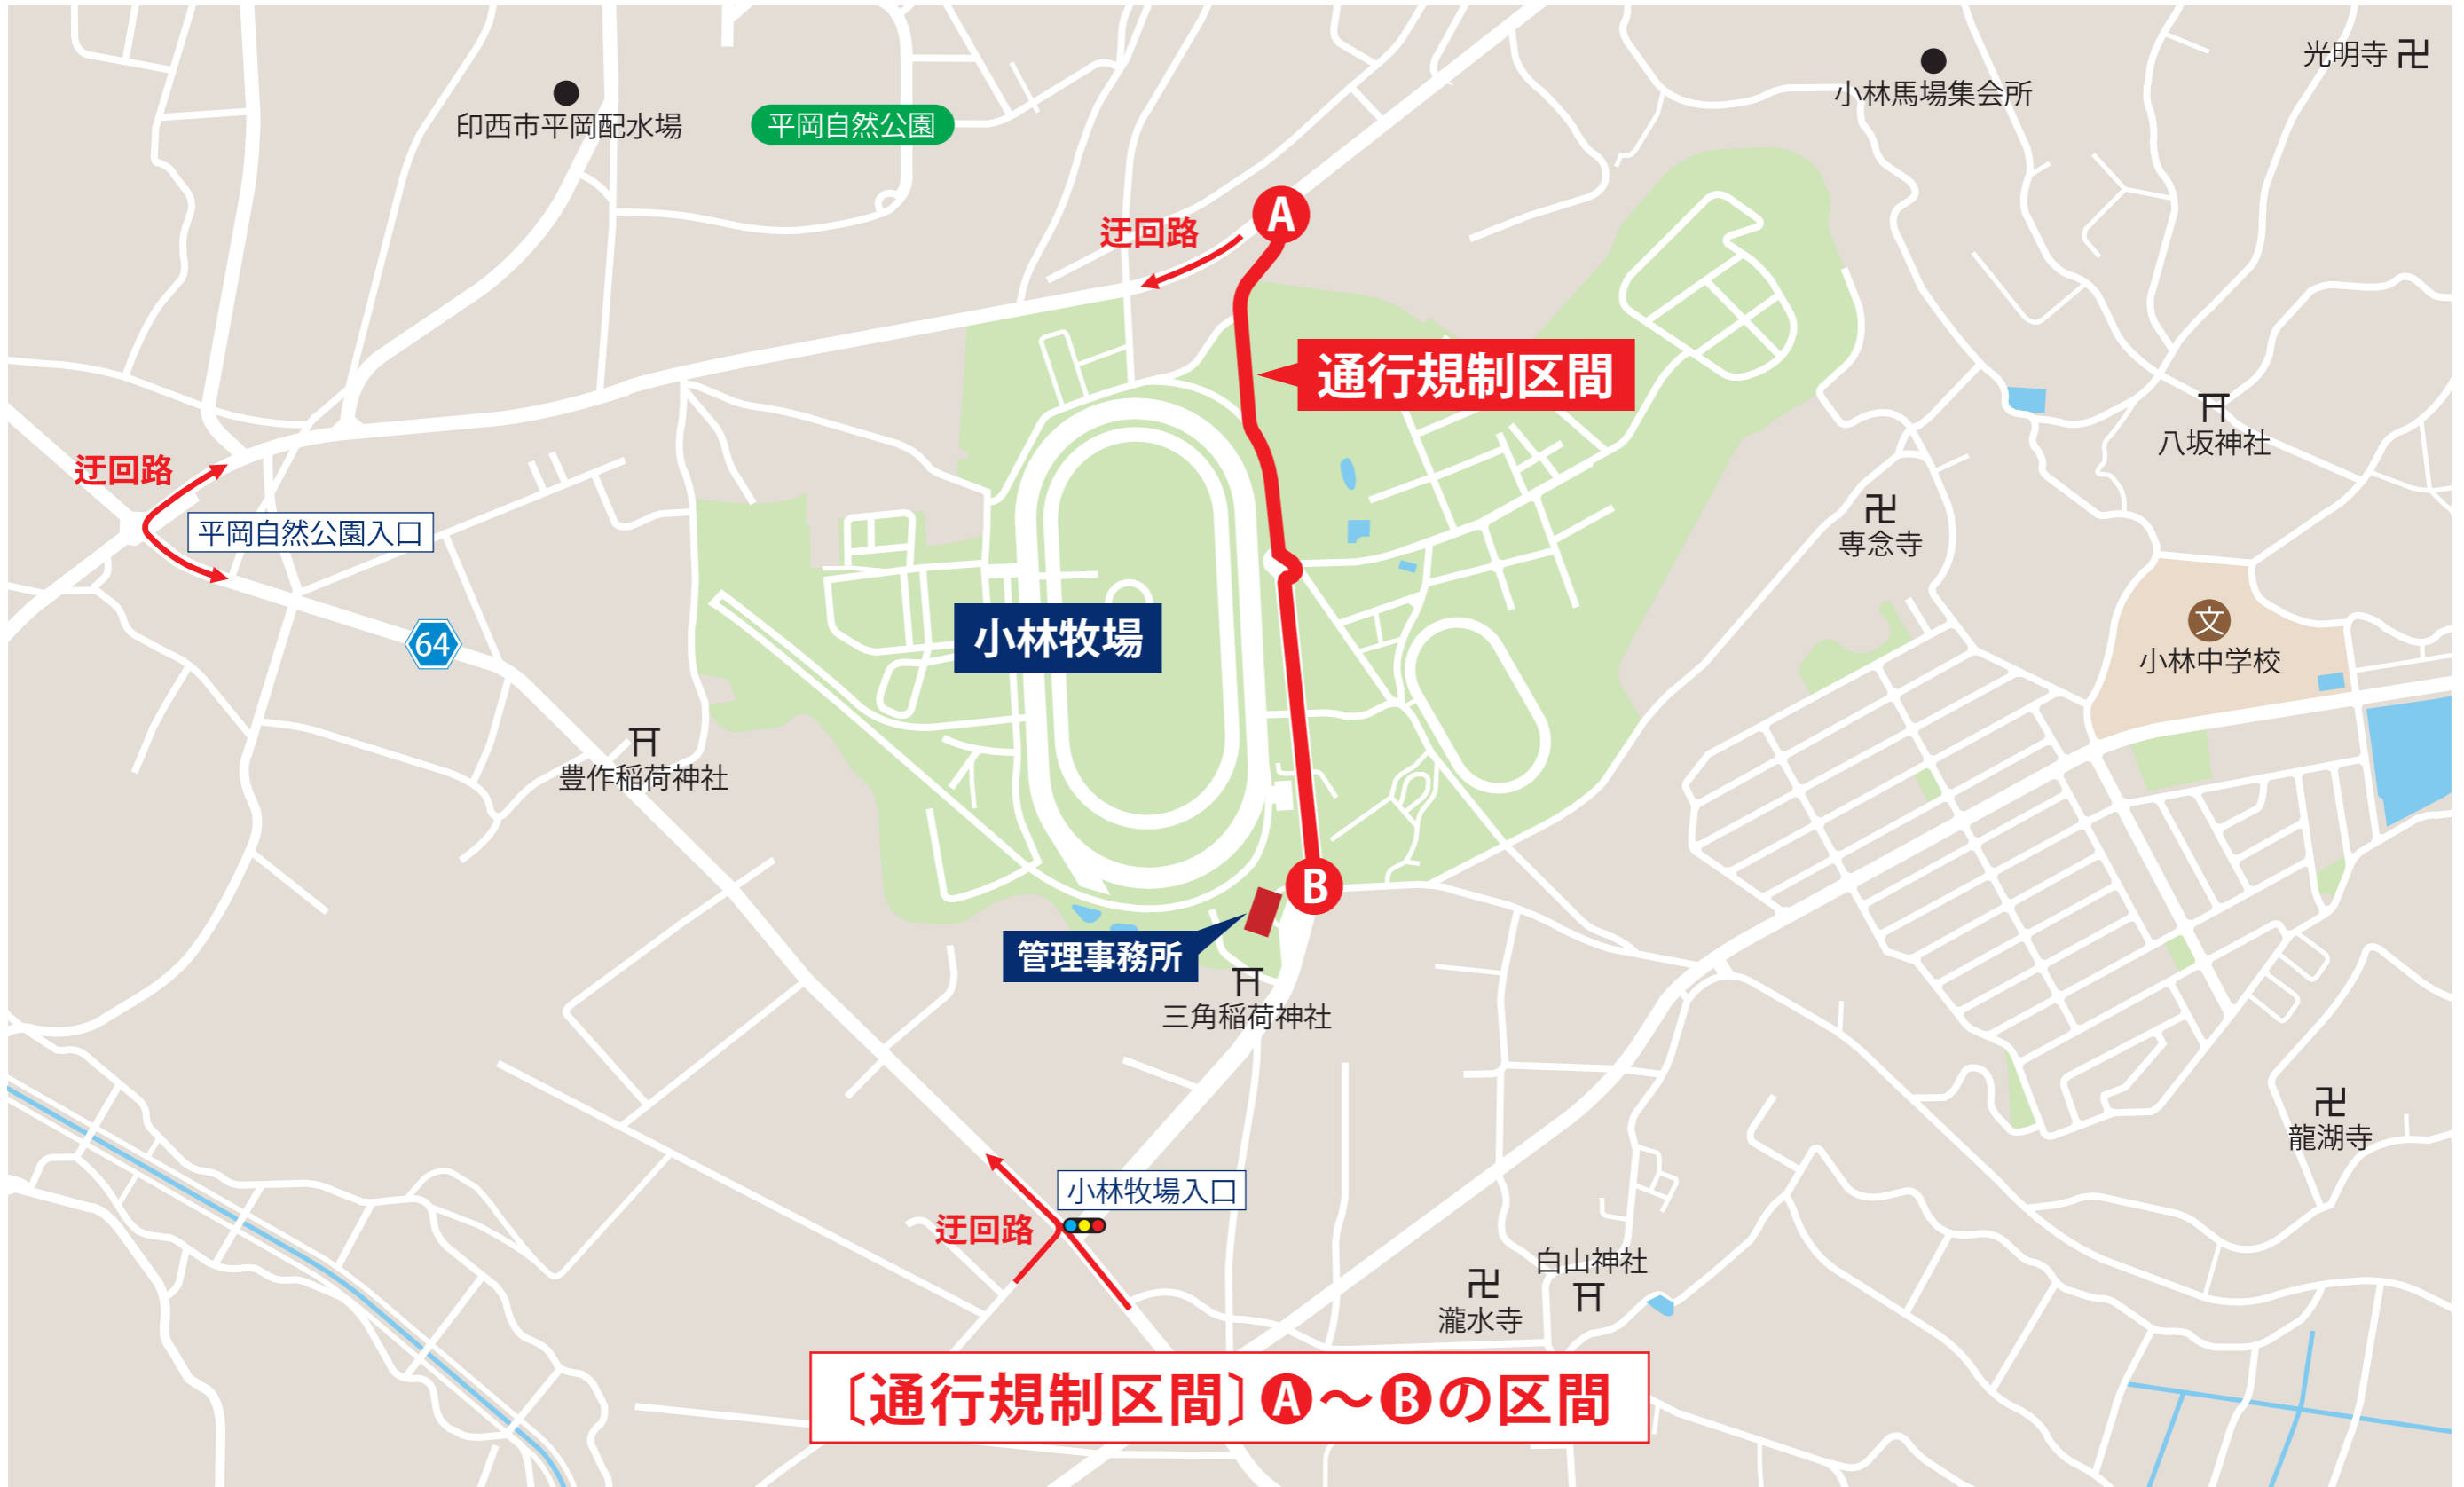 光明寺
小林馬場集会所
印西市平岡配水場
平岡自然公園
A
迂回路
通行規制区間
八坂神社
迂回路
平岡自然公園入口
専念寺
文
小林中学校
64
小林牧場
豊作稲荷神社
B
管理事務所
三角稲荷神社
龍湖寺
小林牧場入口
迂回路
白山神社
瀧水寺
〔通行規制区間〕A～Bの区間